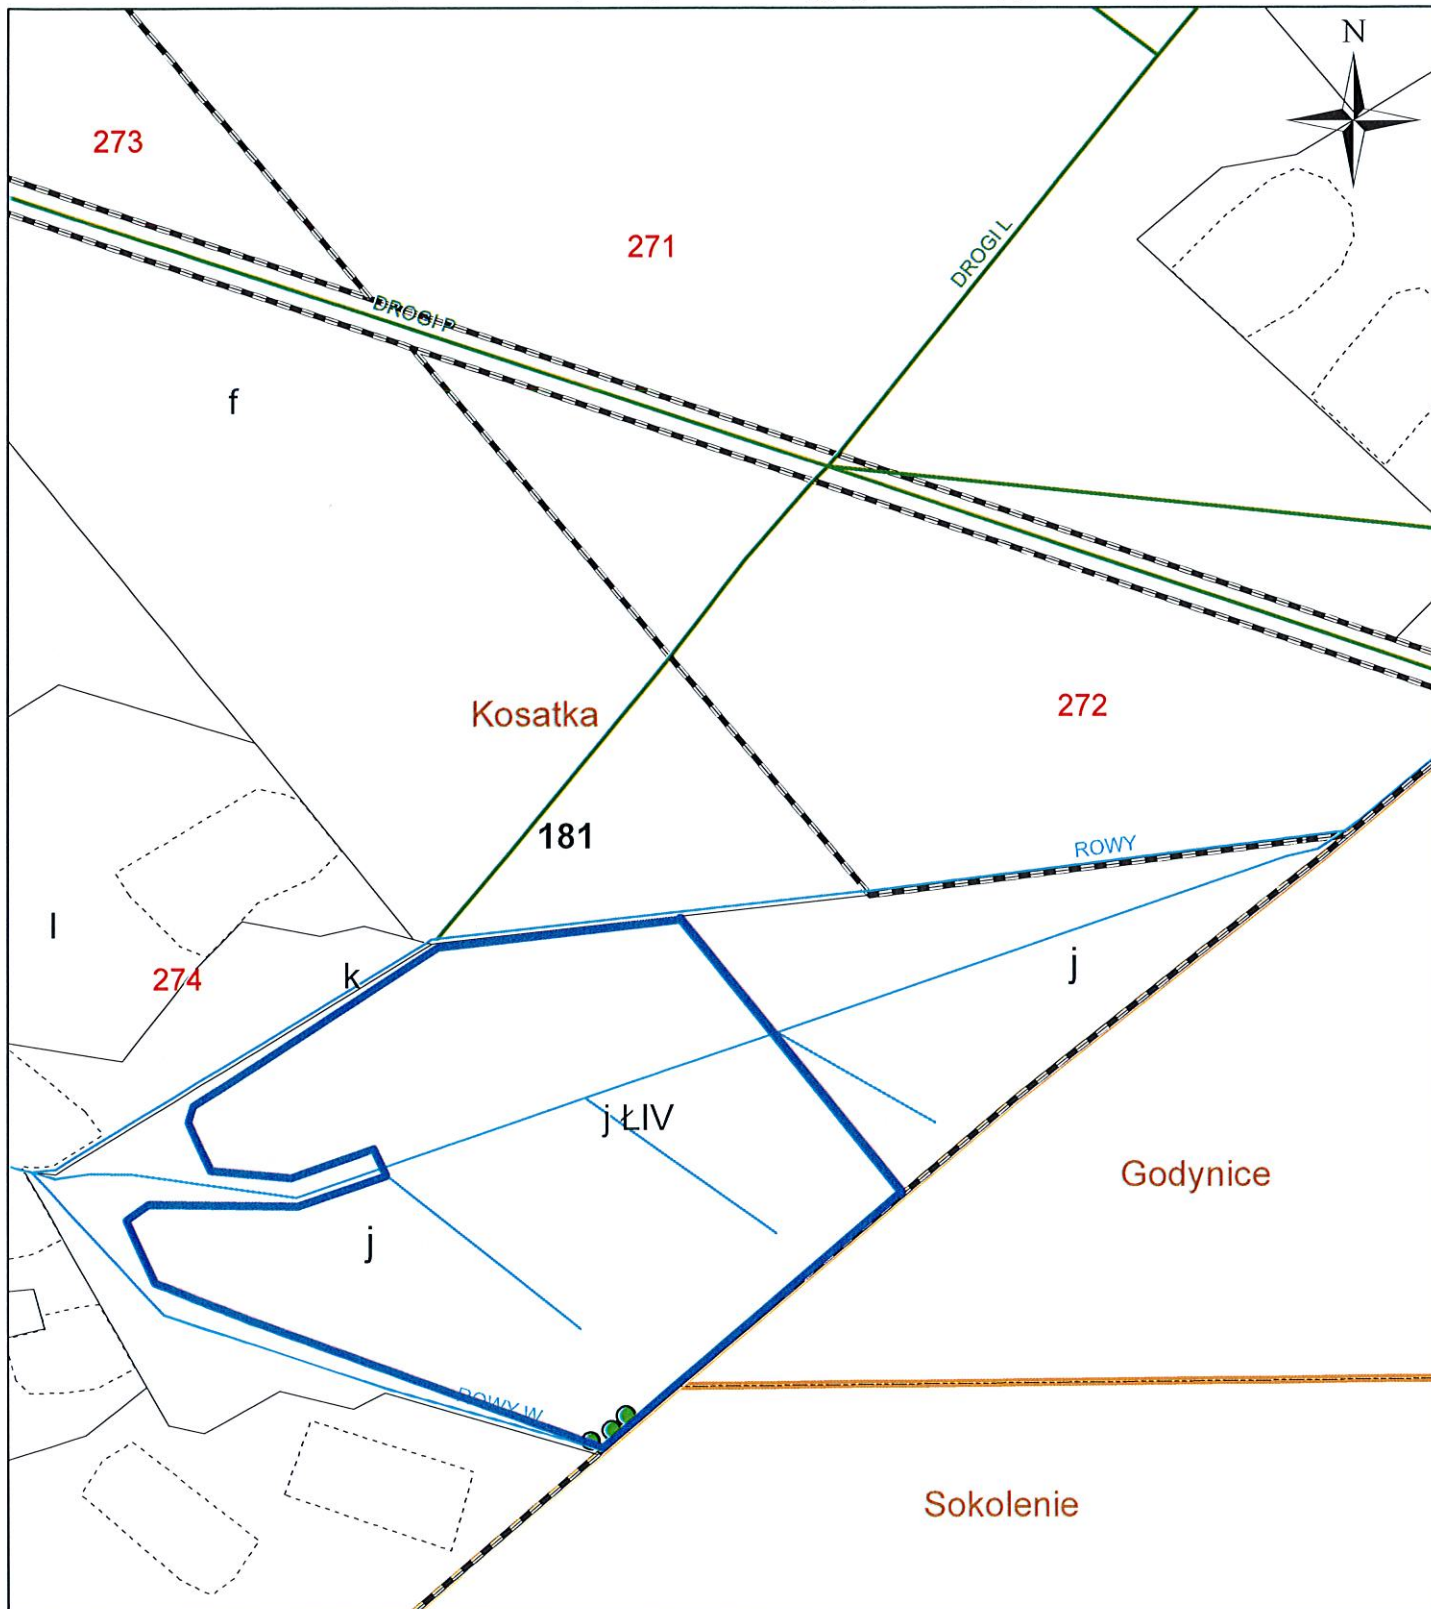 N
273
271
DROGI L
DROGI P
f
Kosatka
272
181
ROWY
l
274
k
j
j ŁIV
Godynice
j
ROWY W
Sokolenie